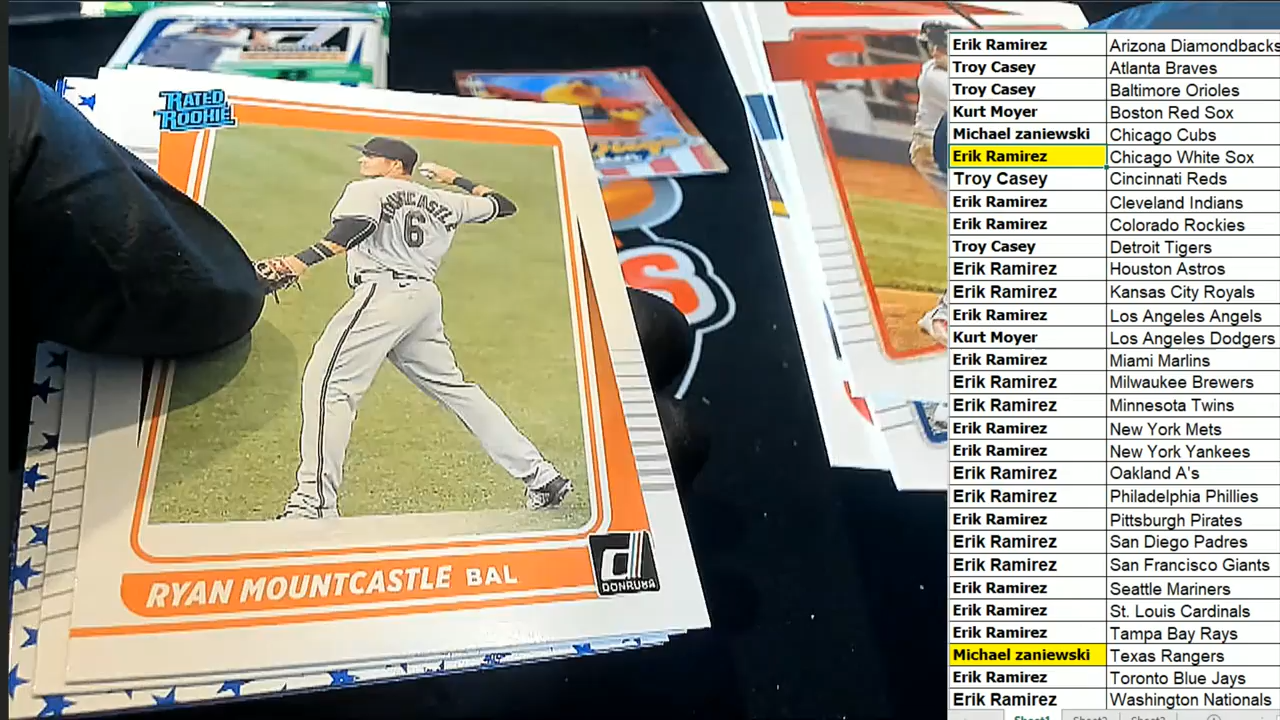 RATED
ROOKIE
MOUNTCASTLE
6
RYAN MOUNTCASTLE BAL
DONRUSS
Erik Ramirez Arizona Diamondbacks
Troy Casey Atlanta Braves
Troy Casey Baltimore Orioles
Kurt Moyer Boston Red Sox
Michael zaniewski Chicago Cubs
Erik Ramirez Chicago White Sox
Troy Casey Cincinnati Reds
Erik Ramirez Cleveland Indians
Erik Ramirez Colorado Rockies
Troy Casey Detroit Tigers
Erik Ramirez Houston Astros
Erik Ramirez Kansas City Royals
Erik Ramirez Los Angeles Angels
Kurt Moyer Los Angeles Dodgers
Erik Ramirez Miami Marlins
Erik Ramirez Milwaukee Brewers
Erik Ramirez Minnesota Twins
Erik Ramirez New York Mets
Erik Ramirez New York Yankees
Erik Ramirez Oakland A's
Erik Ramirez Philadelphia Phillies
Erik Ramirez Pittsburgh Pirates
Erik Ramirez San Diego Padres
Erik Ramirez San Francisco Giants
Erik Ramirez Seattle Mariners
Erik Ramirez St. Louis Cardinals
Erik Ramirez Tampa Bay Rays
Michael zaniewski Texas Rangers
Erik Ramirez Toronto Blue Jays
Erik Ramirez Washington Nationals
Sheet1 Sheet2 Sheet3